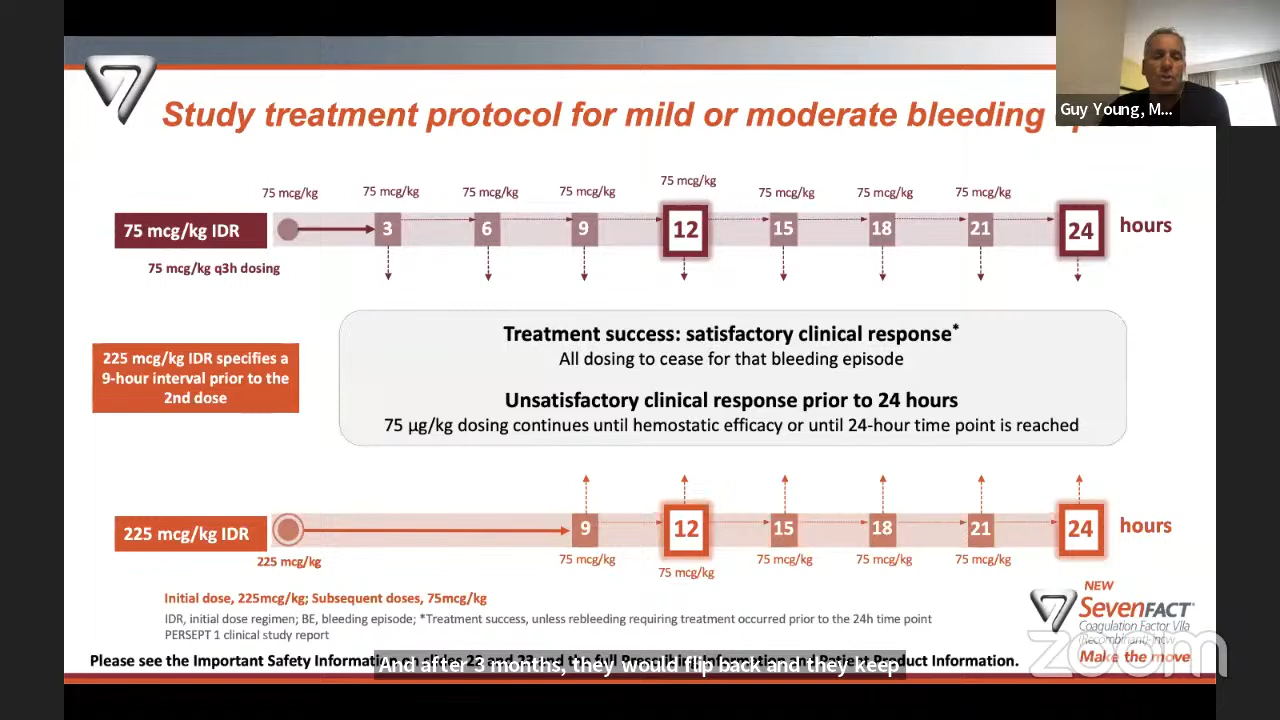 Guy Young, M...
Study treatment protocol for mild or moderate bleeding
75 mcg/kg 75 mcg/kg 75 mcg/kg 75 mcg/kg 75 mcg/kg 75 mcg/kg 75 mcg/kg 75 mcg/kg
75 mcg/kg IDR 3 6 9 12 15 18 21 24 hours
75 mcg/kg q3h dosing
Treatment success: satisfactory clinical response*
All dosing to cease for that bleeding episode
225 mcg/kg IDR specifies a
9-hour interval prior to the
2nd dose
Unsatisfactory clinical response prior to 24 hours
75 µg/kg dosing continues until hemostatic efficacy or until 24-hour time point is reached
225 mcg/kg IDR 9 12 15 18 21 24 hours
225 mcg/kg 75 mcg/kg 75 mcg/kg 75 mcg/kg 75 mcg/kg 75 mcg/kg
Initial dose, 225mcg/kg; Subsequent doses, 75mcg/kg
IDR, initial dose regimen; BE, bleeding episode; *Treatment success, unless rebleeding requiring treatment occurred prior to the 24h time point
PERSEPT 1 clinical study report
NEW
SEVENFACT®
Coagulation Factor VIIa
(Recombinant)-jncw
Make the move
zoom
Please see the Important Safety Information Product Information.
And after 3 months, they would flip back and they keep